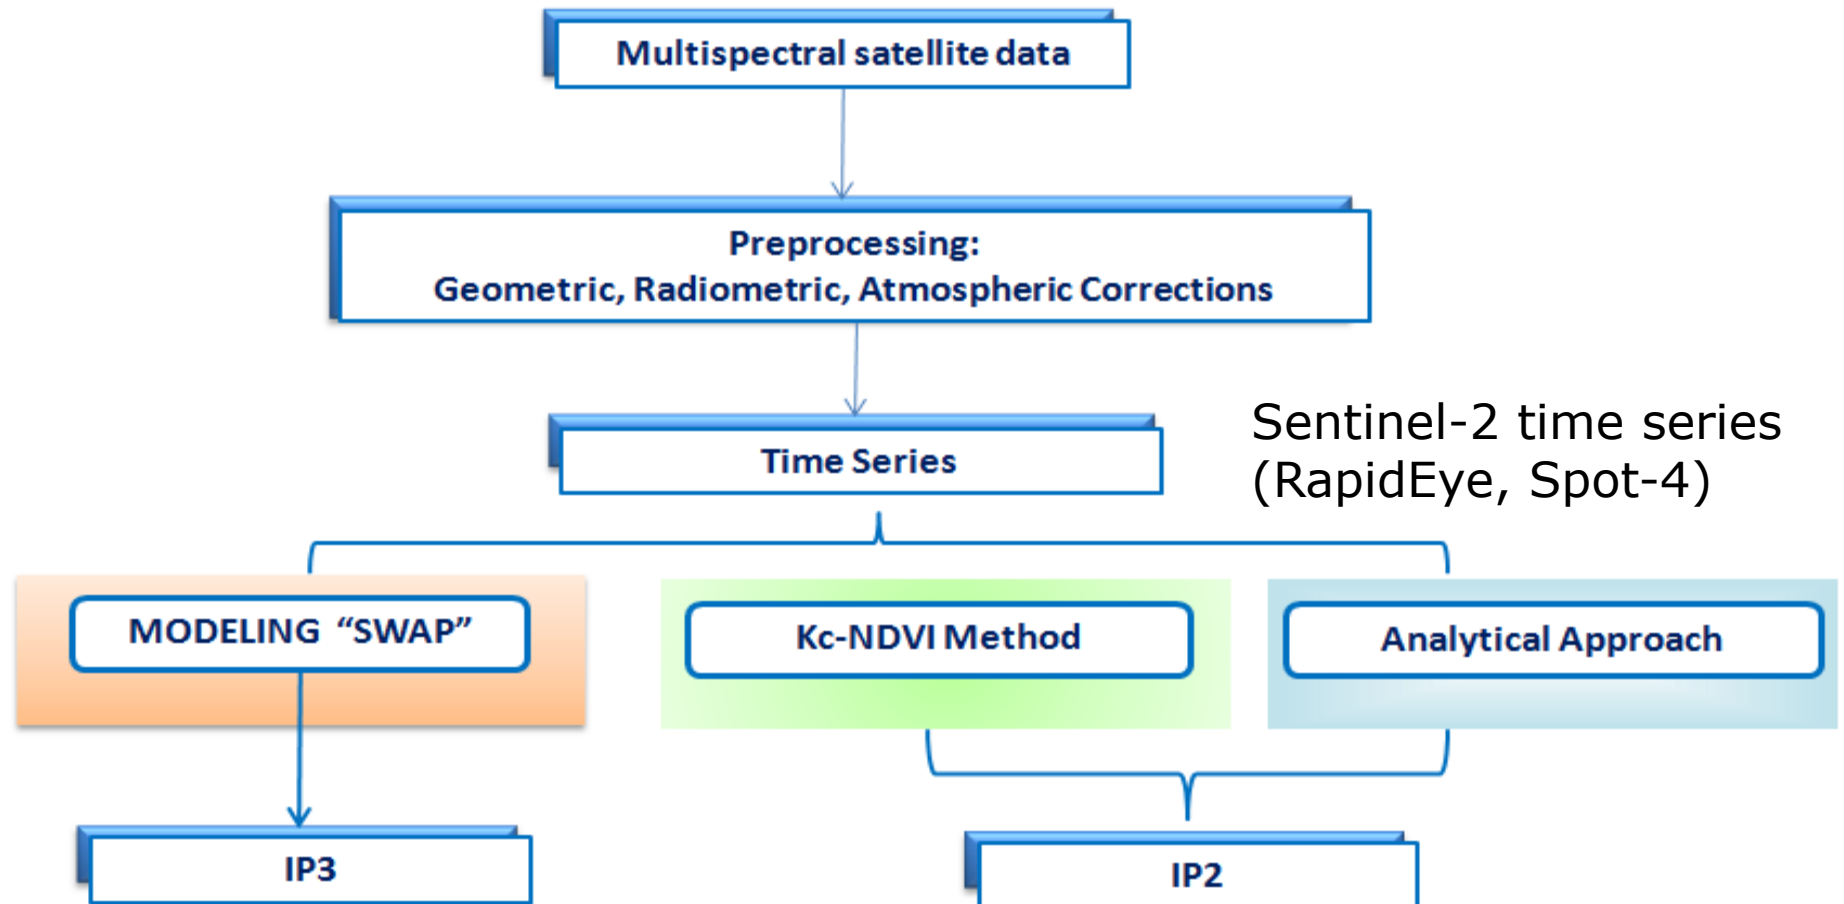 Multispectral satellite data
Preprocessing:
Geometric, Radiometric, Atmospheric Corrections
Time Series
Sentinel-2 time series
(RapidEye, Spot-4)
MODELING “SWAP”
Kc-NDVI Method
Analytical Approach
IP3
IP2